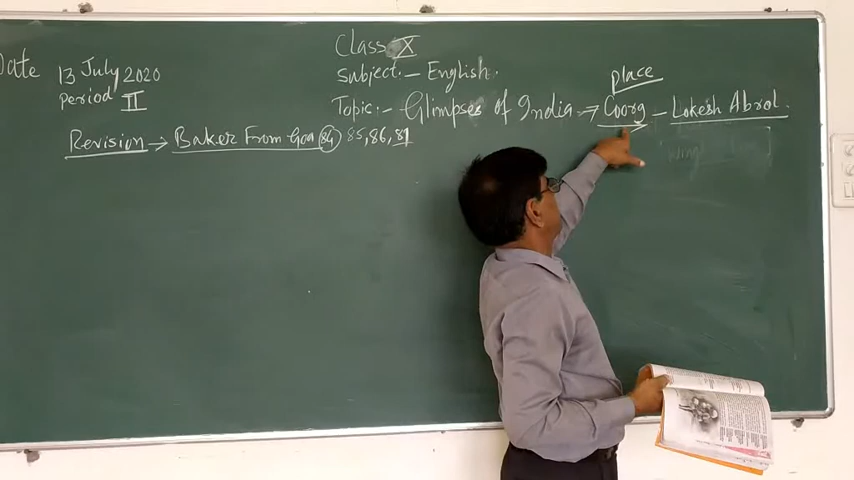 Date 13 July 2020
Period II
Class X
Subject:- English.
Topic:- Glimpses of India. → Coorg - Lokesh Abrol.
place
Revision → Baker From Goa 84 85, 86, 87